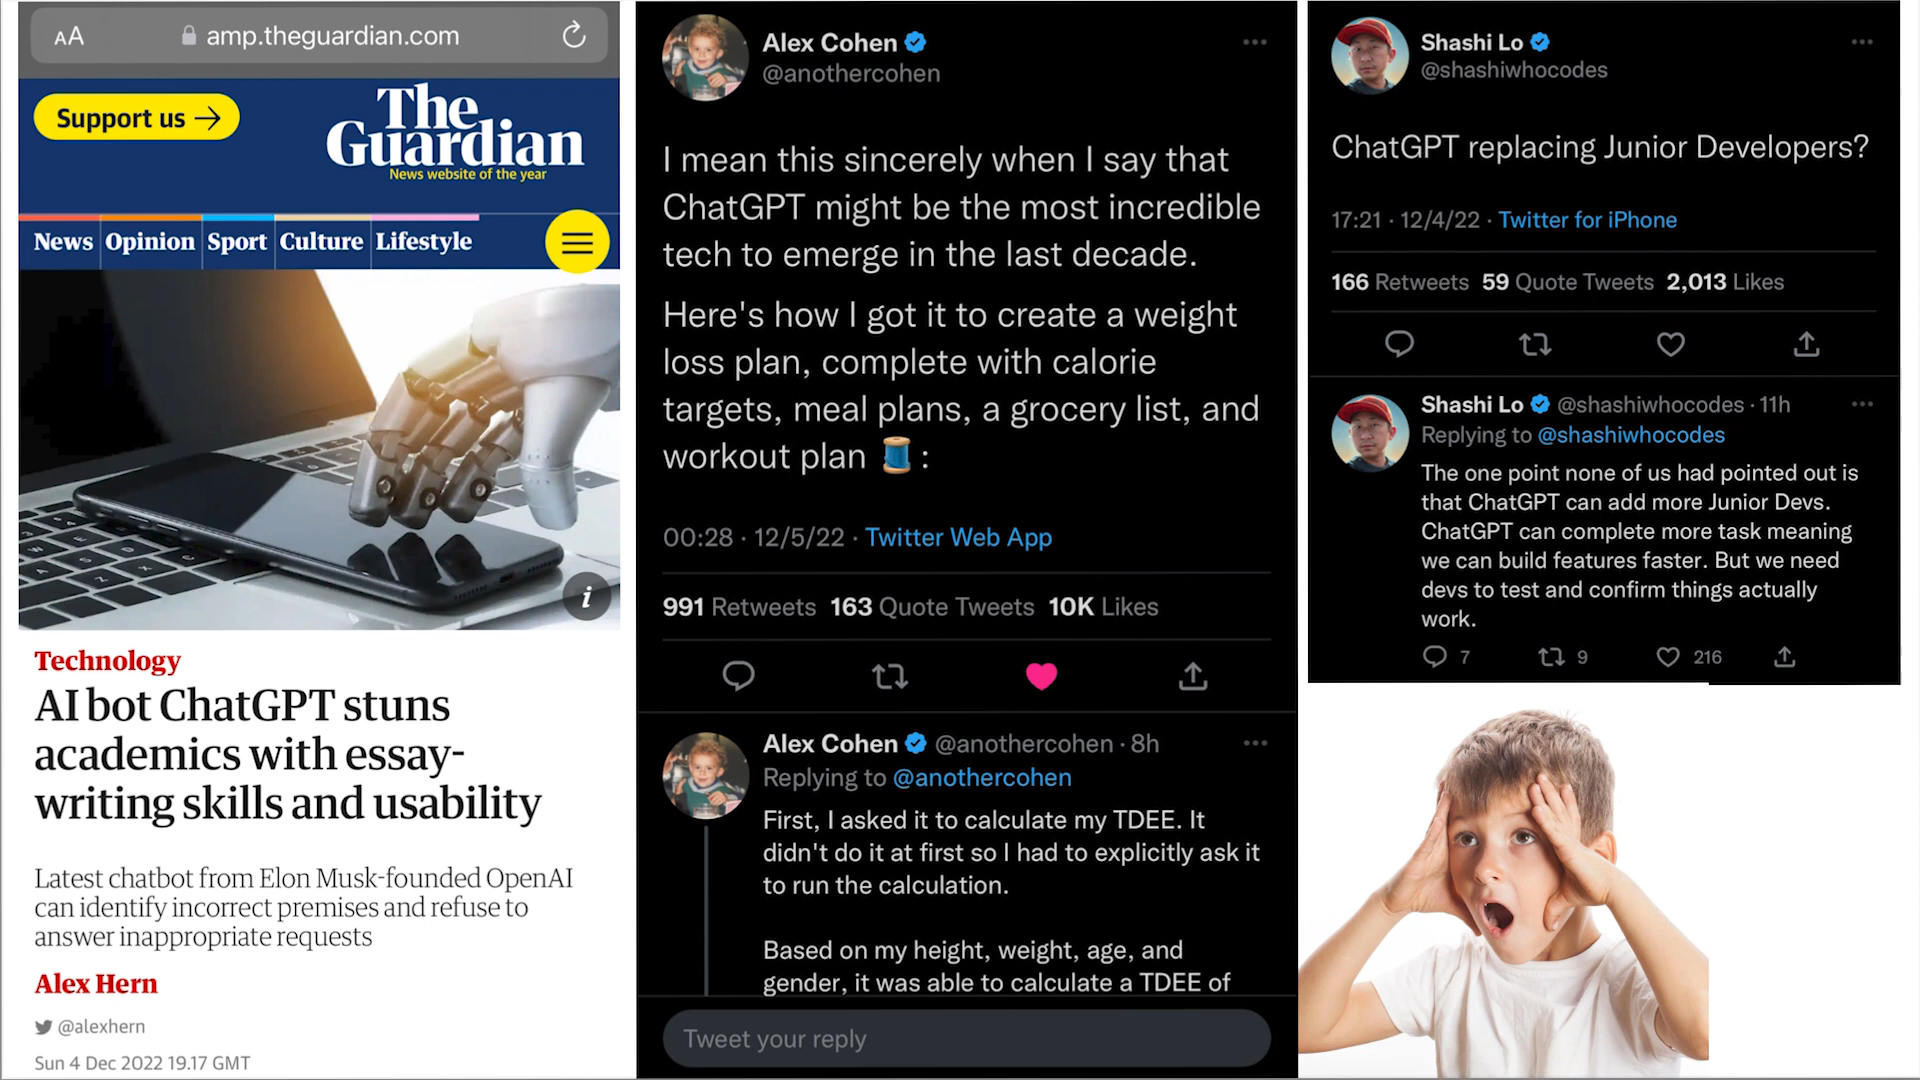 AA amp.theguardian.com
Support us →
The
Guardian
News website of the year
News Opinion Sport Culture Lifestyle
i
Technology
AI bot ChatGPT stuns
academics with essay-
writing skills and usability
Latest chatbot from Elon Musk-founded OpenAI
can identify incorrect premises and refuse to
answer inappropriate requests
Alex Hern
@alexhern
Sun 4 Dec 2022 19.17 GMT
Alex Cohen
@anothercohen
I mean this sincerely when I say that
ChatGPT might be the most incredible
tech to emerge in the last decade.
Here's how I got it to create a weight
loss plan, complete with calorie
targets, meal plans, a grocery list, and
workout plan 🧵:
00:28 · 12/5/22 · Twitter Web App
991 Retweets 163 Quote Tweets 10K Likes
Alex Cohen @anothercohen · 8h
Replying to @anothercohen
First, I asked it to calculate my TDEE. It
didn't do it at first so I had to explicitly ask it
to run the calculation.
Based on my height, weight, age, and
gender, it was able to calculate a TDEE of
Tweet your reply
Shashi Lo
@shashiwhocodes
ChatGPT replacing Junior Developers?
17:21 · 12/4/22 · Twitter for iPhone
166 Retweets 59 Quote Tweets 2,013 Likes
Shashi Lo @shashiwhocodes · 11h
Replying to @shashiwhocodes
The one point none of us had pointed out is
that ChatGPT can add more Junior Devs.
ChatGPT can complete more task meaning
we can build features faster. But we need
devs to test and confirm things actually
work.
7 9 216